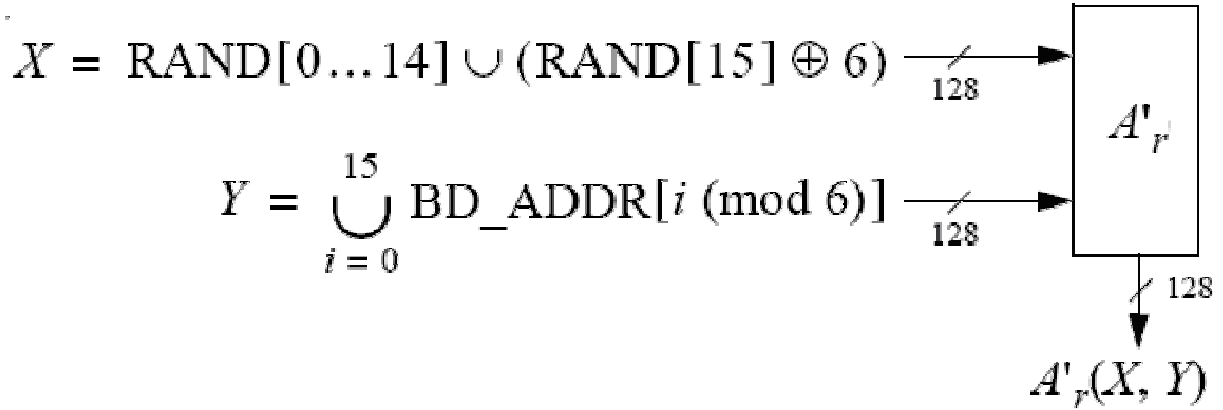 X = RAND[0...14] ∪ (RAND[15] ⊕ 6)
128
A'r
15
Y = ∪ BD_ADDR[i (mod 6)]
i = 0
128
128
A'r(X, Y)